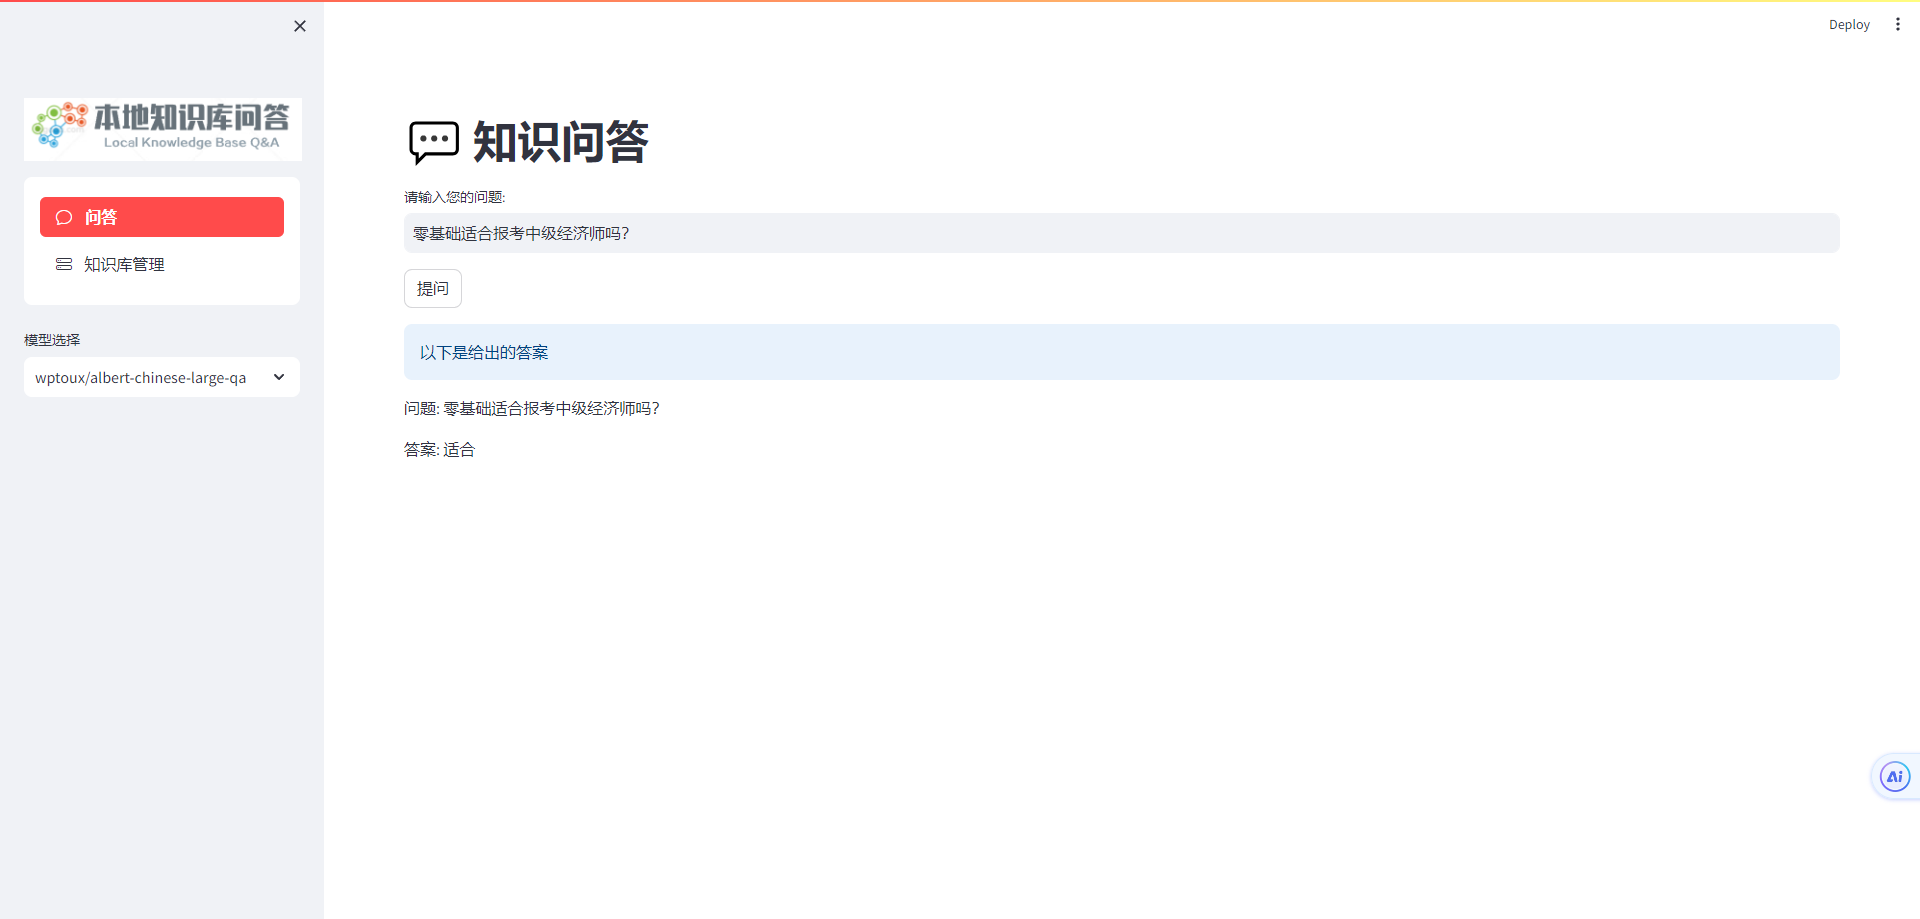 Deploy
本地知识库问答
Local Knowledge Base Q&A
问答
知识库管理
模型选择
wptoux/albert-chinese-large-qa
知识问答
请输入您的问题:
零基础适合报考中级经济师吗?
提问
以下是给出的答案
问题: 零基础适合报考中级经济师吗?
答案: 适合
Ai